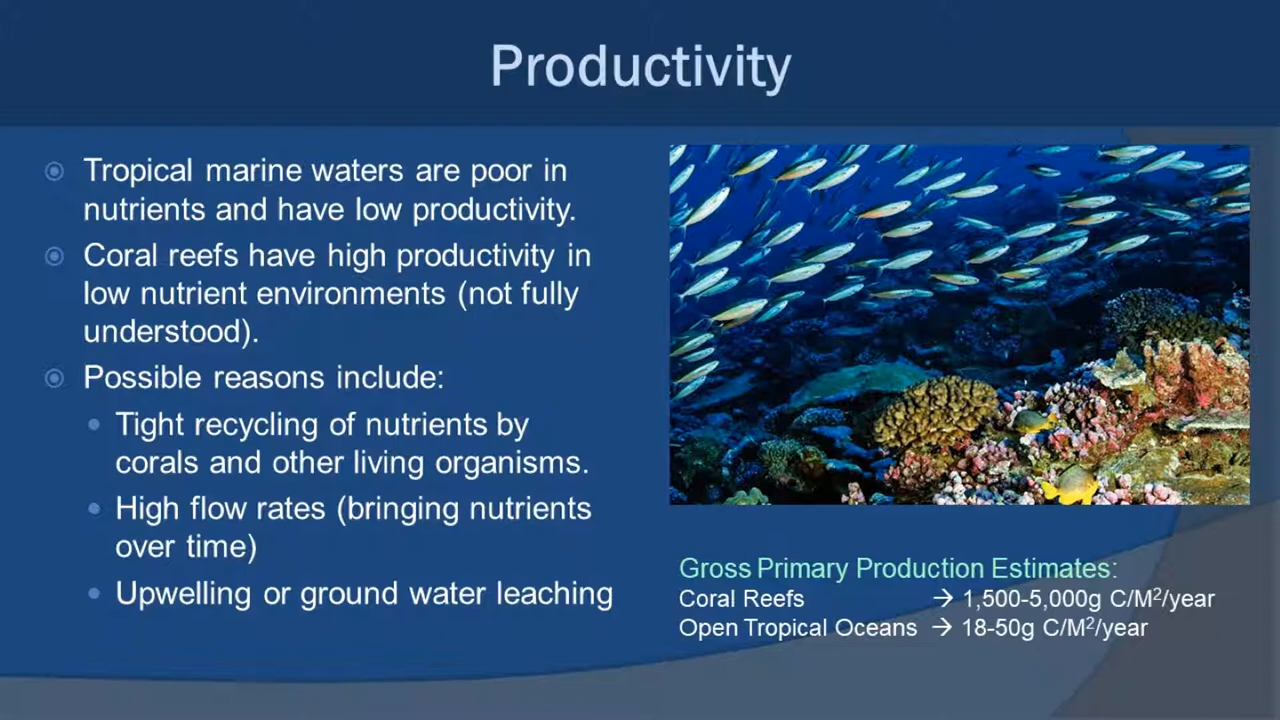 Productivity
Tropical marine waters are poor in
nutrients and have low productivity.
Coral reefs have high productivity in
low nutrient environments (not fully
understood).
Possible reasons include:
Tight recycling of nutrients by
corals and other living organisms.
High flow rates (bringing nutrients
over time)
Upwelling or ground water leaching
Gross Primary Production Estimates:
Coral Reefs → 1,500-5,000g C/M²/year
Open Tropical Oceans → 18-50g C/M²/year